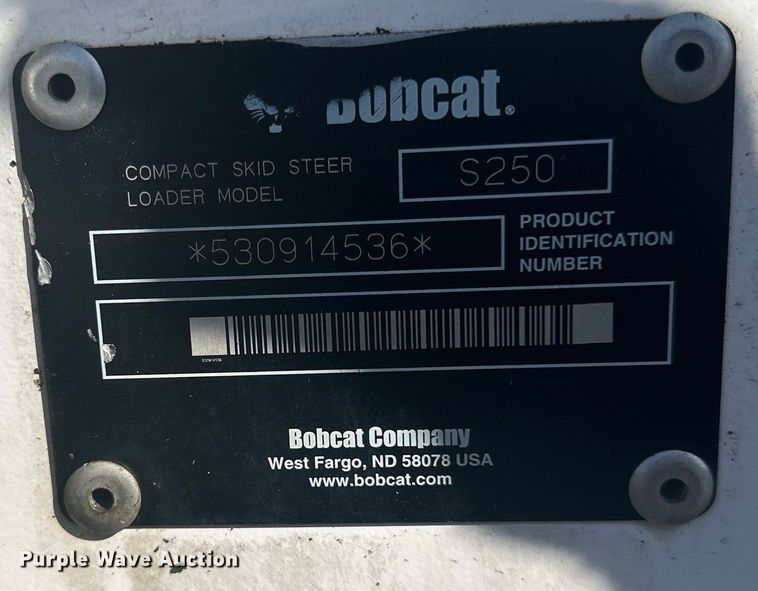 Bobcat®
COMPACT SKID STEER
LOADER MODEL
S250
*530914536*
PRODUCT
IDENTIFICATION
NUMBER
530914536
Bobcat Company
West Fargo, ND 58078 USA
www.bobcat.com
Purple Wave Auction